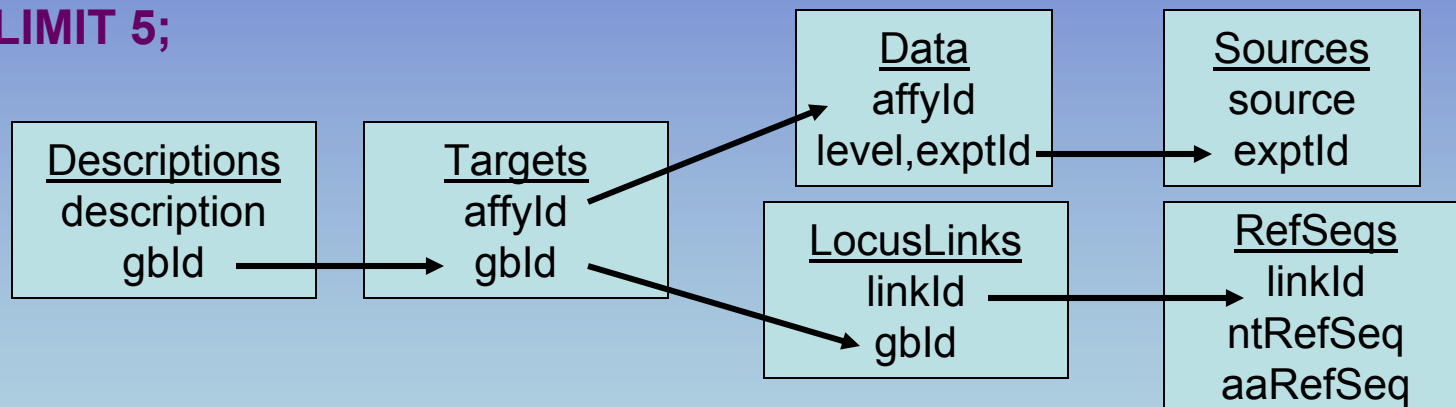 LIMIT 5;
Descriptions
description
gbId
Targets
affyId
gbId
Data
affyId
level,exptId
Sources
source
exptId
LocusLinks
linkId
gbId
RefSeqs
linkId
ntRefSeq
aaRefSeq